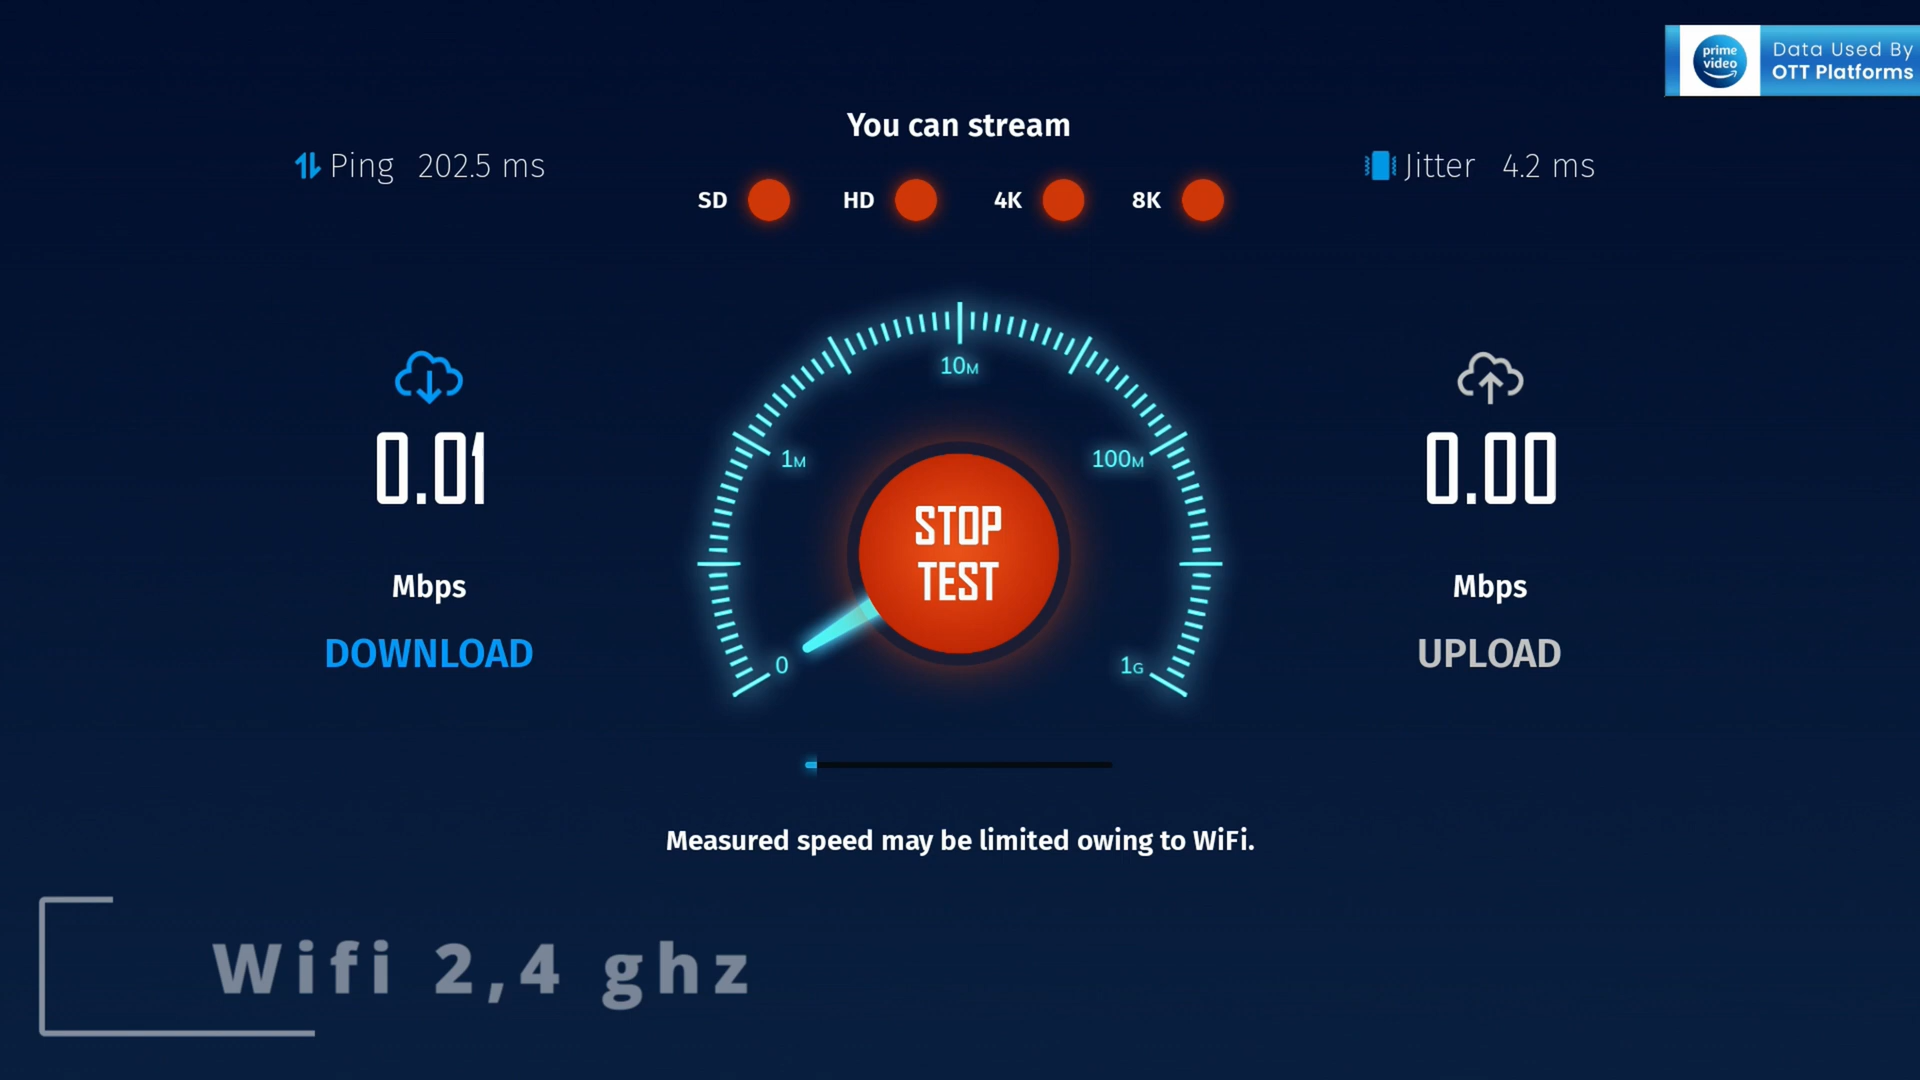 prime
video
Data Used By
OTT Platforms
You can stream
Ping 202.5 ms
SD
HD
4K
8K
Jitter 4.2 ms
10M
1M
100M
0.01
0.00
STOP
TEST
Mbps
Mbps
DOWNLOAD
UPLOAD
0
1G
Measured speed may be limited owing to WiFi.
Wifi 2,4 ghz